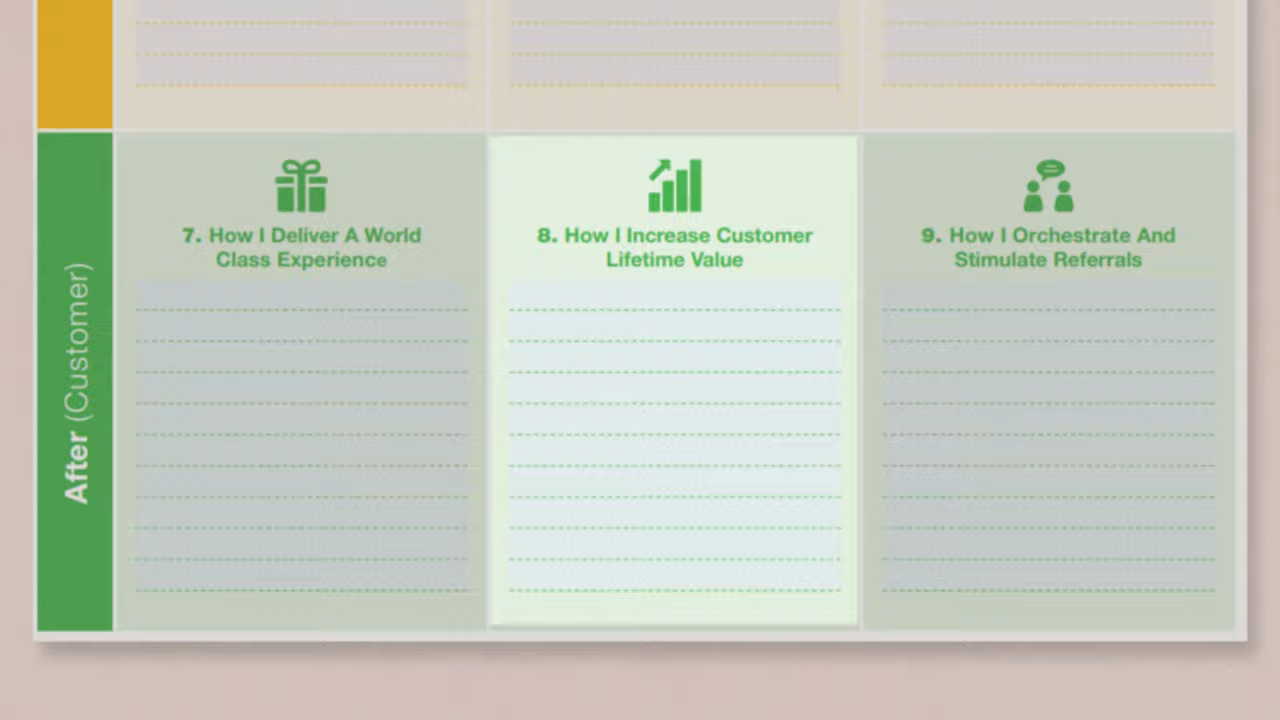 After (Customer)
7. How I Deliver A World
Class Experience
8. How I Increase Customer
Lifetime Value
9. How I Orchestrate And
Stimulate Referrals